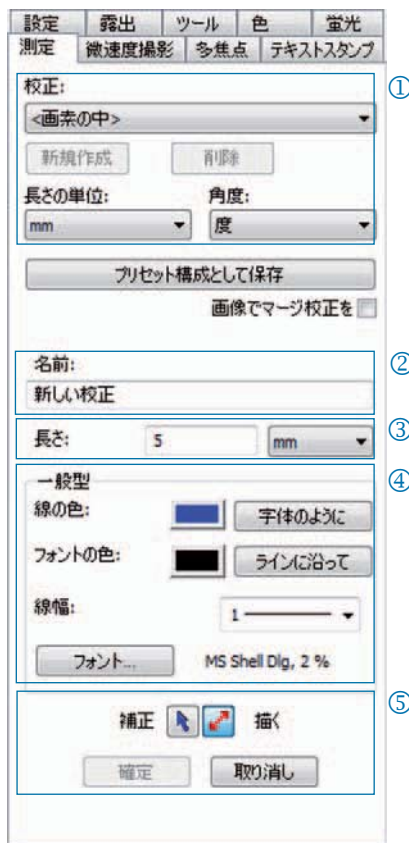 設定 露出 ツール 色 蛍光
測定 微速度撮影 多焦点 テキストスタンプ
校正: ①
<画素の中>
新規作成 削除
長さの単位: 角度:
mm 度
プリセット構成として保存
画像でマージ校正を
名前: ②
新しい校正
長さ: 5 mm ③
一般型 ④
線の色: 字体のように
フォントの色: ラインに沿って
線幅: 1
フォント... MS Shell Dlg, 2 %
補正 描く ⑤
確定 取り消し